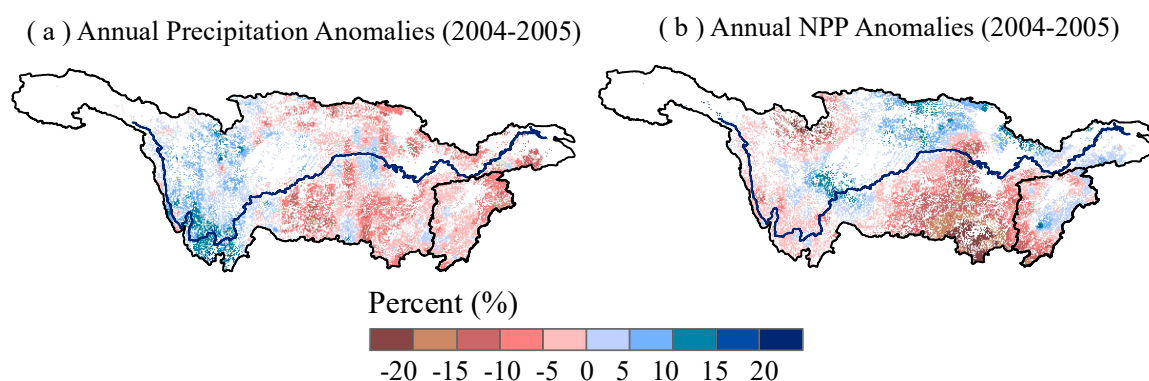 ( a ) Annual Precipitation Anomalies (2004-2005)
( b ) Annual NPP Anomalies (2004-2005)
Percent (%)
-20 -15 -10 -5 0 5 10 15 20